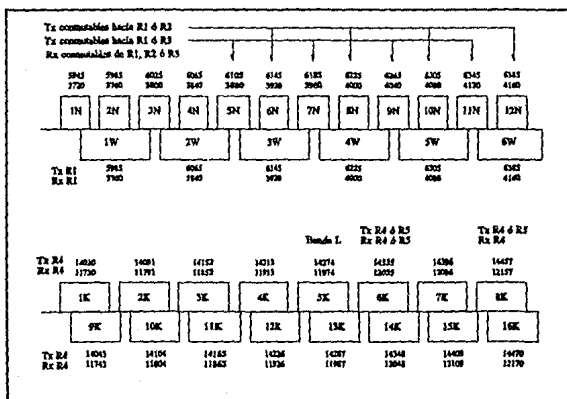 Tx conmutables hacía R1 ó R2
Tx conmutables hacía R1 ó R3
Rx conmutables de R1, R2 ó R3
5945 5985 6025 6065 6105 6145 6185 6225 6265 6305 6345 6385
3720 3760 3800 3840 3880 3920 3960 4000 4040 4080 4120 4160
1N 2N 3N 4N 5N 6N 7N 8N 9N 10N 11N 12N
1W 2W 3W 4W 5W 6W
Tx R1 5985 6065 6145 6225 6305 6385
Rx R1 3760 3840 3920 4000 4080 4160
Banda L Tx R4 ó R5 Tx R4 ó R5
Rx R4 ó R5 Rx R4
Tx R4 14030 14091 14152 14213 14274 14335 14396 14457
Rx R4 11730 11791 11852 11913 11974 12035 12096 12157
1K 2K 3K 4K 5K 6K 7K 8K
9K 10K 11K 12K 13K 14K 15K 16K
Tx R4 14043 14104 14165 14226 14287 14348 14409 14470
Rx R4 11743 11804 11865 11926 11987 12048 12109 12170